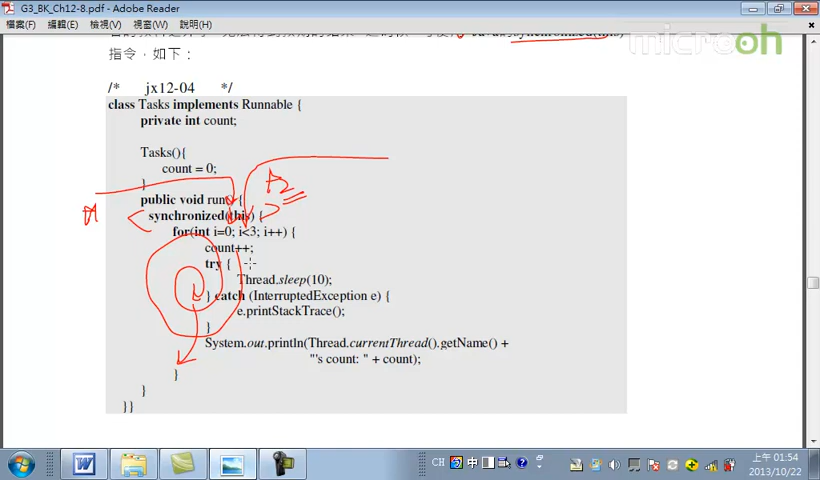 G3_BK_Ch12-8.pdf - Adobe Reader
檔案(F) 編輯(E) 檢視(V) 視窗(W) 說明(H)
microoh
指令，如下：
/* jx12-04 */
class Tasks implements Runnable {
private int count;
Tasks(){
count = 0;
}
public void run() {
synchronized(this) {
for(int i=0; i<3; i++) {
count++;
try {
Thread.sleep(10);
} catch (InterruptedException e) {
e.printStackTrace();
}
System.out.println(Thread.currentThread().getName() +
"'s count: " + count);
}
}
}}
CH 中
上午 01:54
2013/10/22